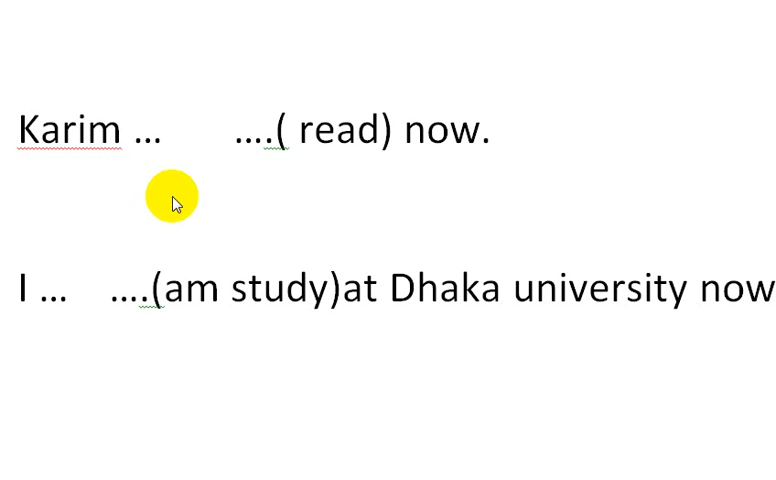 Karim ... ....( read) now.
I ... ....(am study)at Dhaka university now